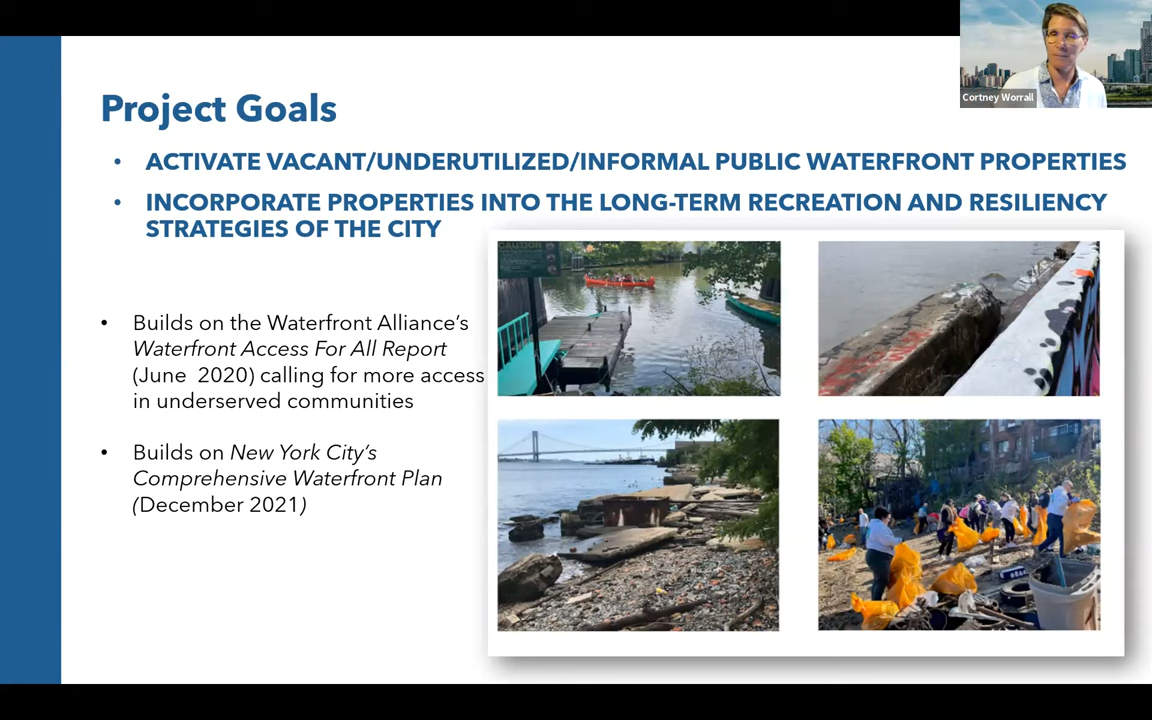 Cortney Worrall
Project Goals
• ACTIVATE VACANT/UNDERUTILIZED/INFORMAL PUBLIC WATERFRONT PROPERTIES
• INCORPORATE PROPERTIES INTO THE LONG-TERM RECREATION AND RESILIENCY
STRATEGIES OF THE CITY
• Builds on the Waterfront Alliance’s
Waterfront Access For All Report
(June 2020) calling for more access
in underserved communities
• Builds on New York City’s
Comprehensive Waterfront Plan
(December 2021)
CAUTION